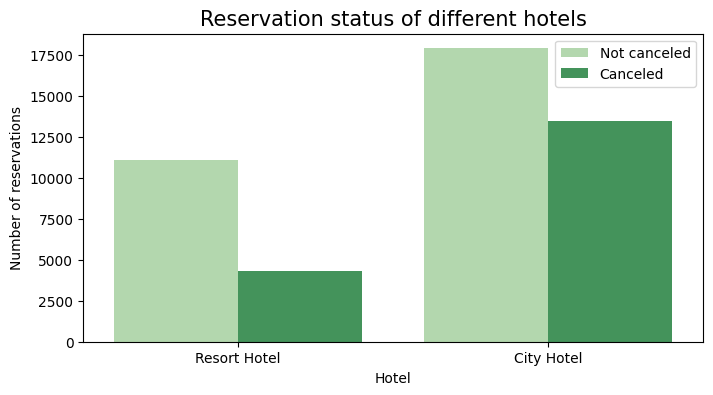 Reservation status of different hotels
Not canceled
Canceled
17500
15000
12500
10000
7500
5000
2500
0
Number of reservations
Resort Hotel
City Hotel
Hotel